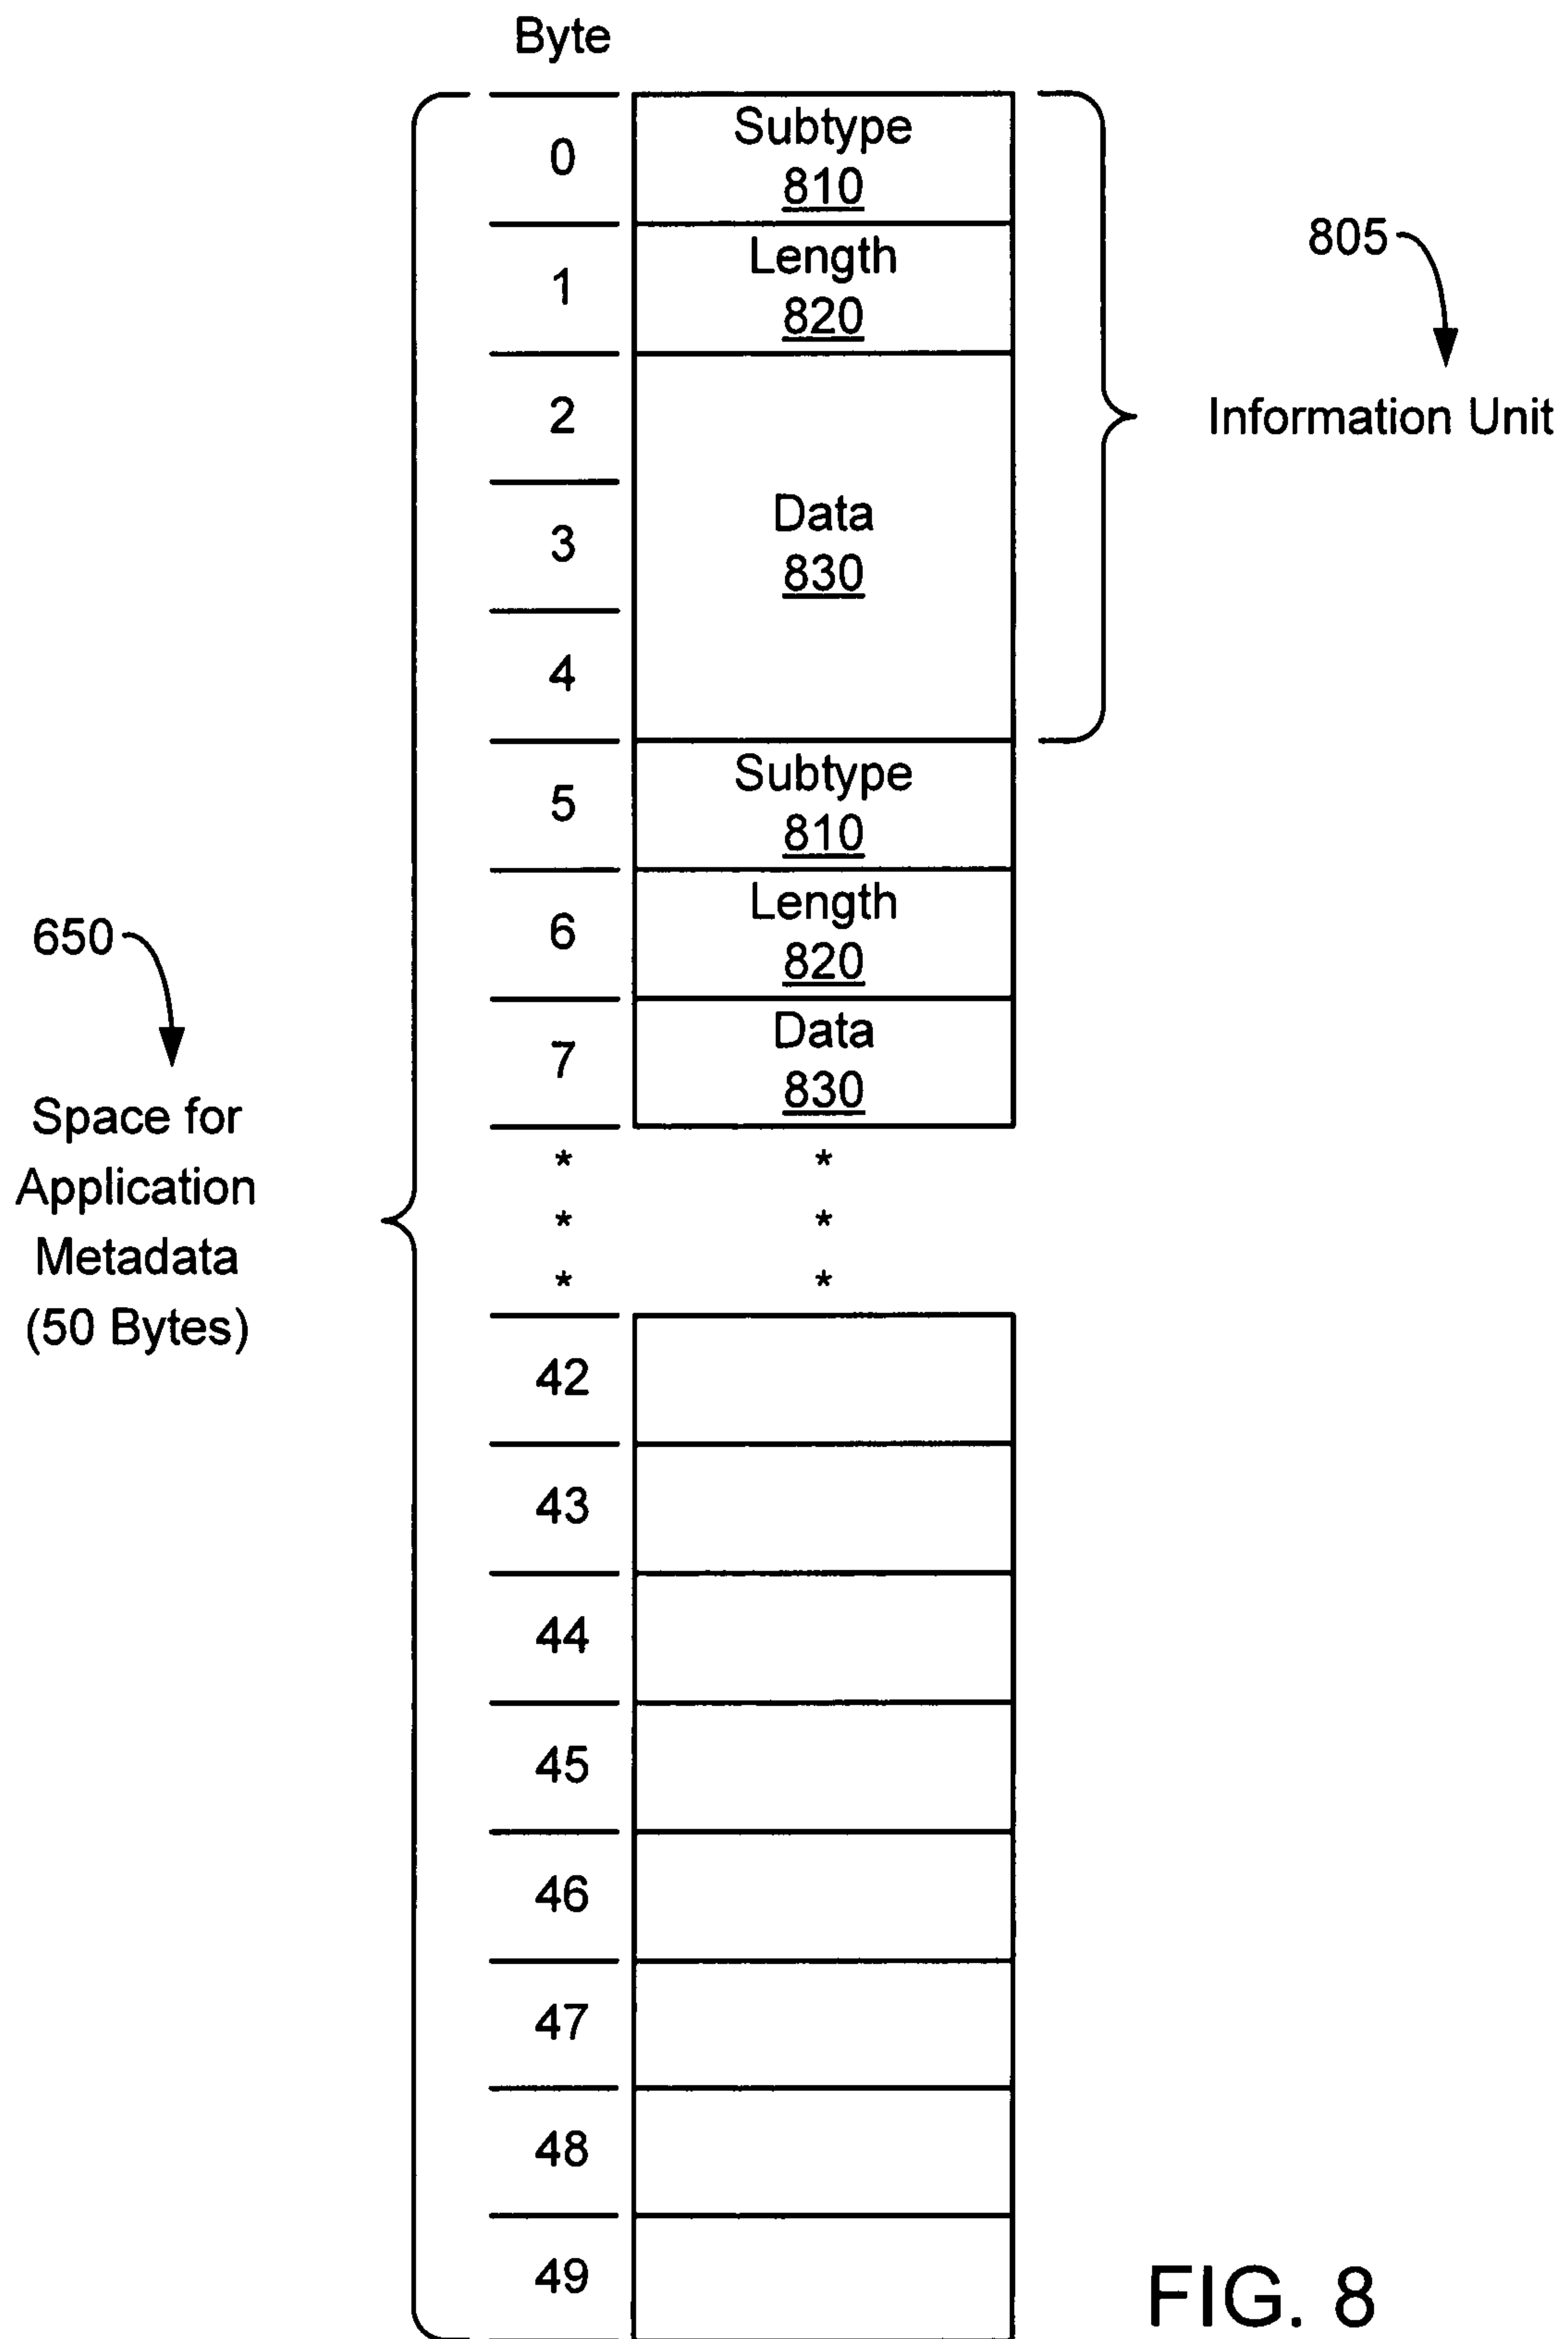 Byte
0 Subtype
810
1 Length
820
805
2
Information Unit
3 Data
830
4
5 Subtype
810
6 Length
820
650
7 Data
830
Space for
Application
Metadata
(50 Bytes)
* *
* *
* *
42
43
44
45
46
47
48
49
FIG. 8